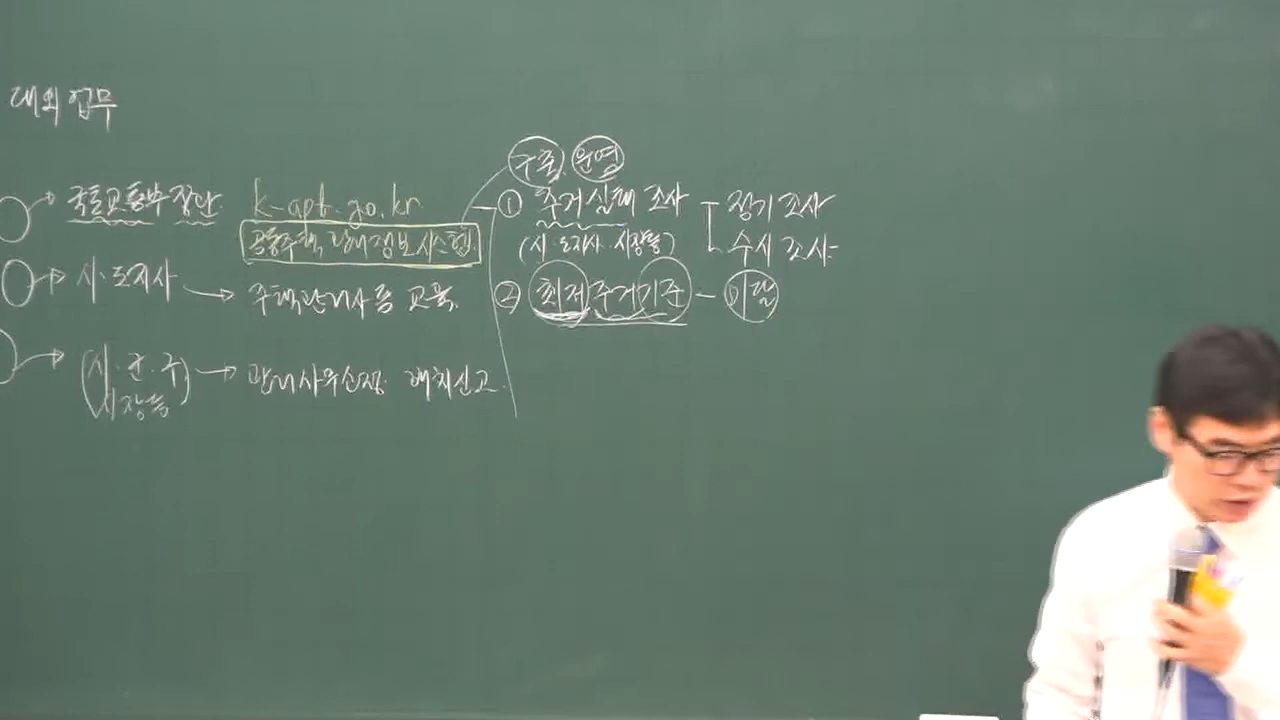 대외업무
국토교통부장관 k-apt.go.kr
공동주택관리정보시스템
시·도지사 → 주택관리사등 교육
(시·군·구) → 관리사무소장 배치신고
시장등
구축, 운영
① 주거실태조사 - 정기조사
수시조사
(시·도지사·시장등)
② 최저주거기준 - 미달